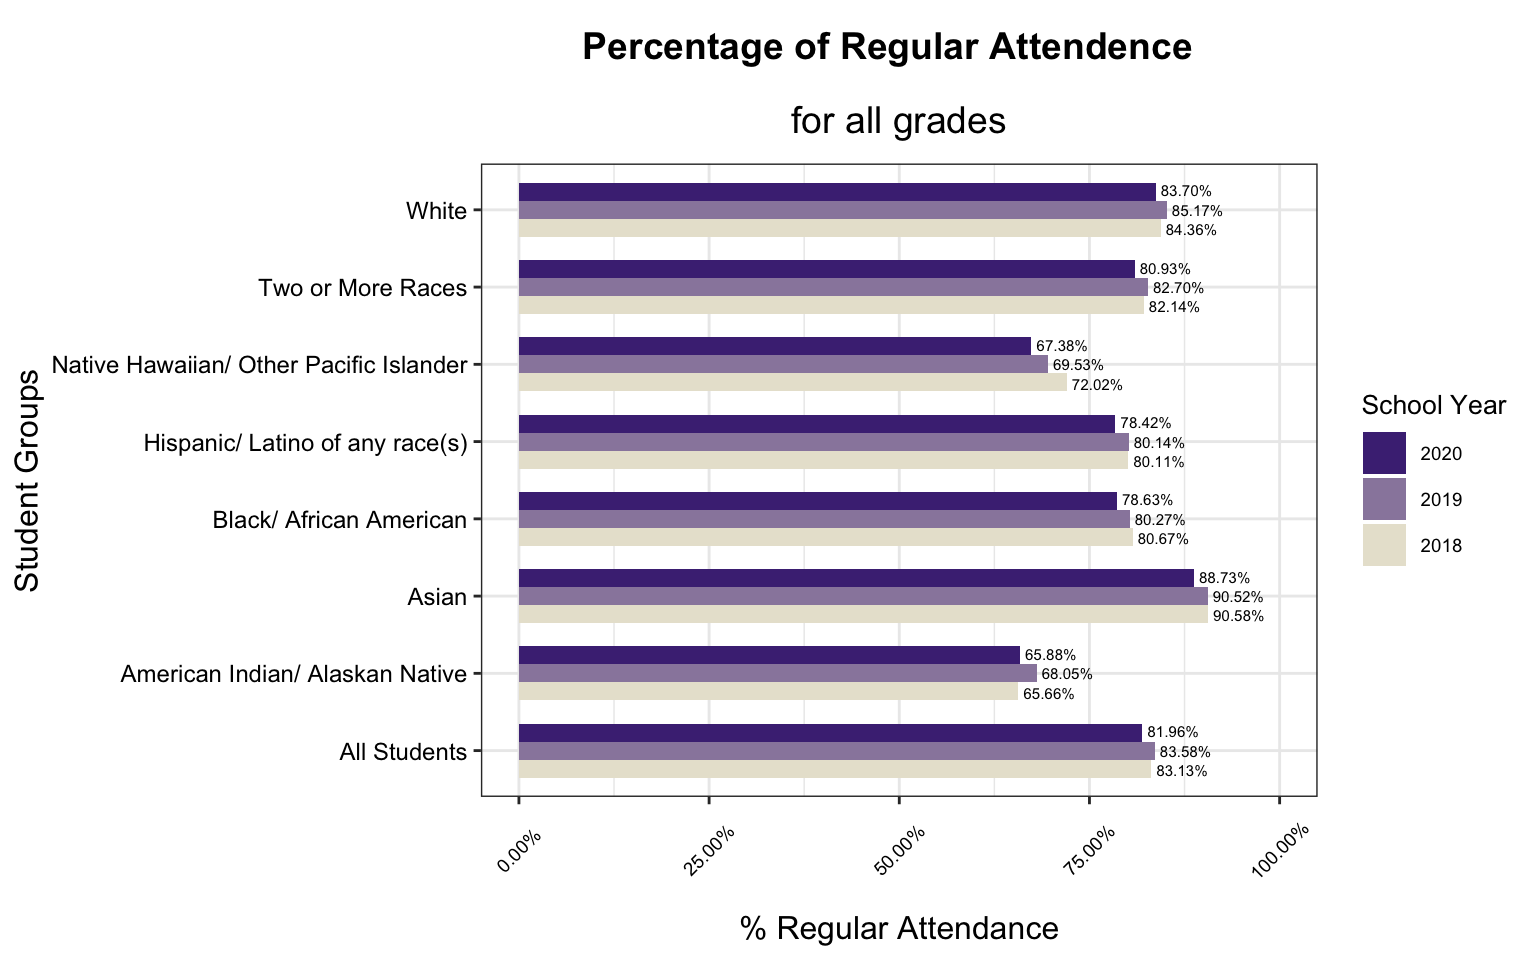 Percentage of Regular Attendence
for all grades
Student Groups
White
83.70%
85.17%
84.36%
Two or More Races
80.93%
82.70%
82.14%
Native Hawaiian/ Other Pacific Islander
67.38%
69.53%
72.02%
Hispanic/ Latino of any race(s)
78.42%
80.14%
80.11%
Black/ African American
78.63%
80.27%
80.67%
Asian
88.73%
90.52%
90.58%
American Indian/ Alaskan Native
65.88%
68.05%
65.66%
All Students
81.96%
83.58%
83.13%
0.00%
25.00%
50.00%
75.00%
100.00%
% Regular Attendance
School Year
2020
2019
2018